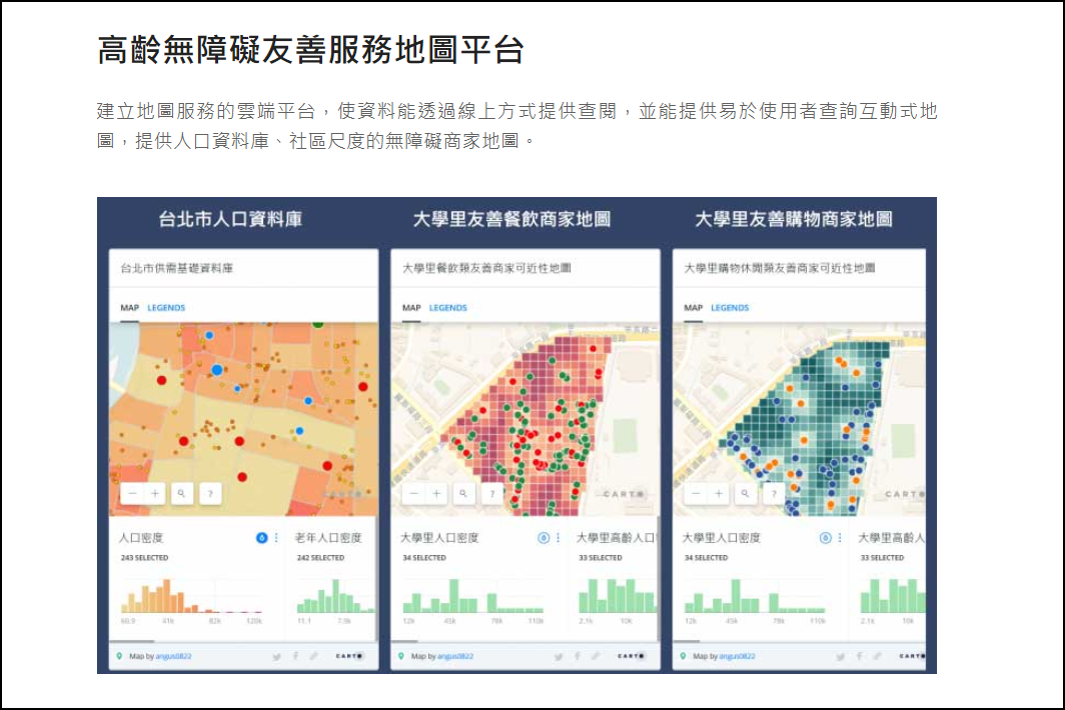 高齡無障礙友善服務地圖平台
建立地圖服務的雲端平台，使資料能透過線上方式提供查閱，並能提供易於使用者查詢互動式地
圖，提供人口資料庫、社區尺度的無障礙商家地圖。
台北市人口資料庫
台北市供需基礎資料庫
MAP LEGENDS
人口密度
243 SELECTED
60.9 41k 82k 120k
老年人口密度
242 SELECTED
11.1 7.9k
Map by angus0822
CARTO
大學里友善餐飲商家地圖
大學里餐飲類友善商家可近性地圖
MAP LEGENDS
CARTO
大學里人口密度
34 SELECTED
12k 45k 78k 110k
大學里高齡人口
33 SELECTED
2.1k 10k
Map by angus0822
CARTO
大學里友善購物商家地圖
大學里購物休閒類友善商家可近性地圖
MAP LEGENDS
CARTO
大學里人口密度
34 SELECTED
12k 45k 78k 110k
大學里高齡人
33 SELECTED
2.1k 10k
Map by angus0822
CARTO